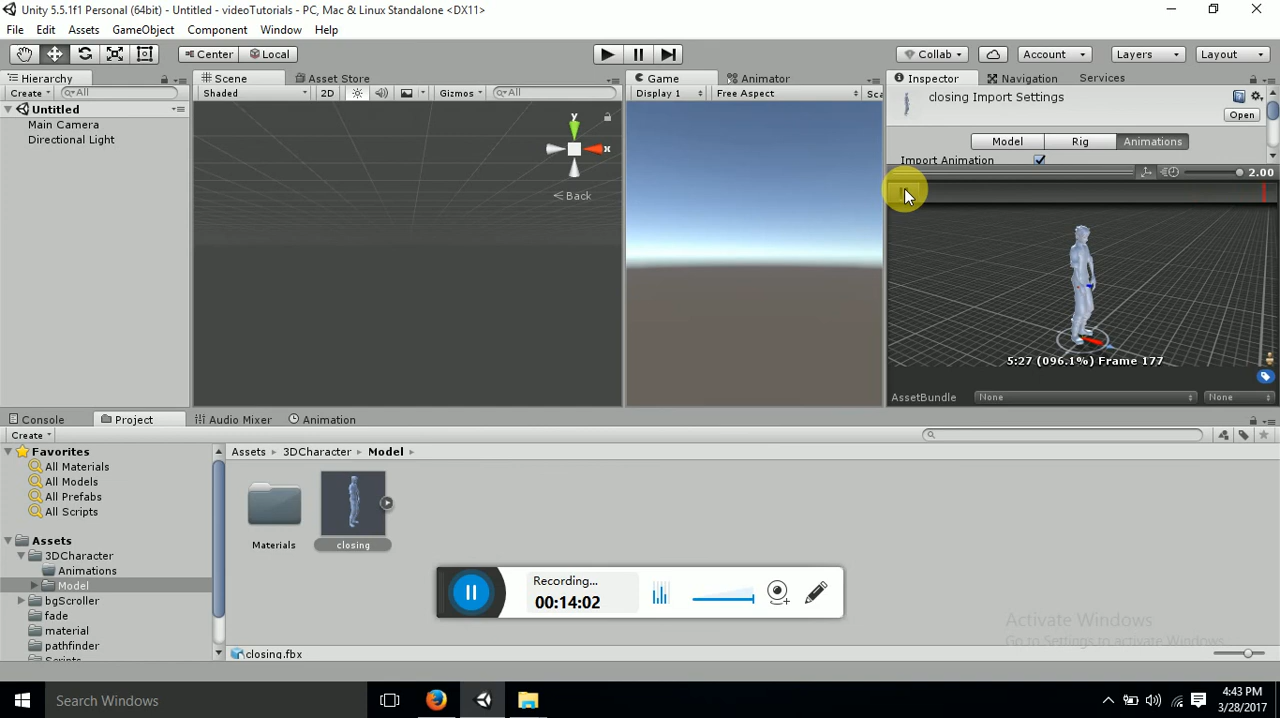 Unity 5.5.1f1 Personal (64bit) - Untitled - videoTutorials - PC, Mac & Linux Standalone <DX11>
File Edit Assets GameObject Component Window Help
Center Local Collab Account Layers Layout
Hierarchy Scene Asset Store Game Animator Inspector Navigation Services
Create All Shaded 2D Gizmos All Display 1 Free Aspect Sca closing Import Settings
Open
Untitled
Main Camera
Directional Light
y
x
Back
Model Rig Animations
Import Animation
2.00
5:27 (096.1%) Frame 177
AssetBundle None None
Console Project Audio Mixer Animation
Create
Favorites
All Materials
All Models
All Prefabs
All Scripts
Assets
3DCharacter
Animations
Model
bgScroller
fade
material
pathfinder
Scripts
Assets 3DCharacter Model
Materials closing
Recording...
00:14:02
Activate Windows
Go to Settings to activate Windows.
closing.fbx
Search Windows
4:43 PM
3/28/2017